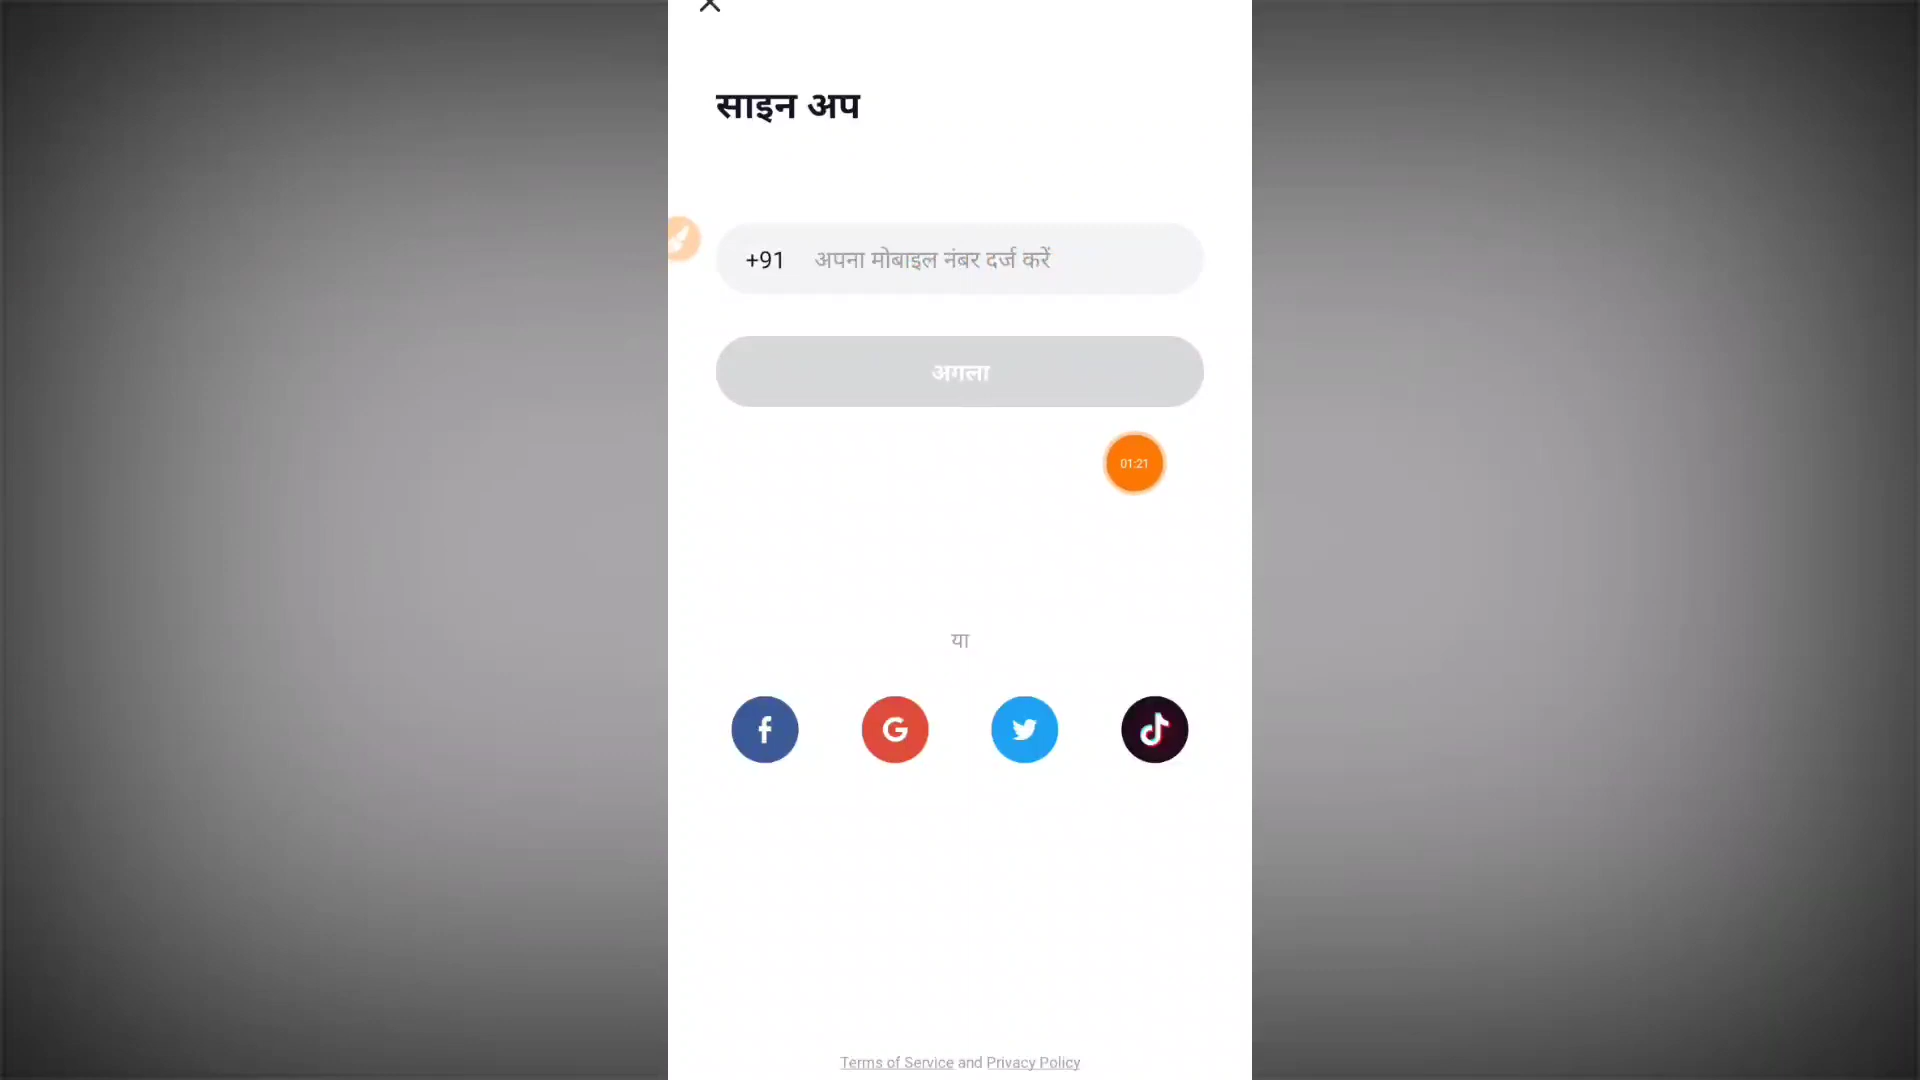 साइन अप
+91 अपना मोबाइल नंबर दर्ज करें
अगला
01:21
या
Terms of Service and Privacy Policy